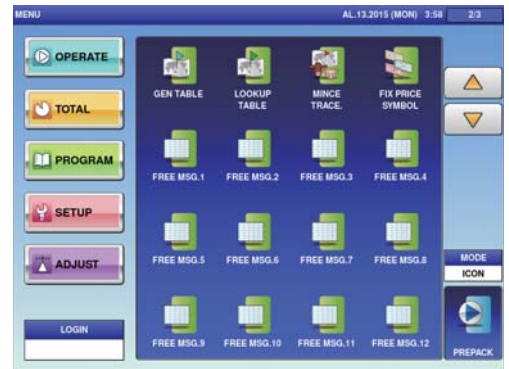 MENU
AL.13.2015 (MON) 3:58
2/3
OPERATE
TOTAL
PROGRAM
SETUP
ADJUST
LOGIN
GEN TABLE
LOOKUP
TABLE
MINCE
TRACE.
FIX PRICE
SYMBOL
FREE MSG.1
FREE MSG.2
FREE MSG.3
FREE MSG.4
FREE MSG.5
FREE MSG.6
FREE MSG.7
FREE MSG.8
FREE MSG.9
FREE MSG.10
FREE MSG.11
FREE MSG.12
MODE
ICON
PREPACK